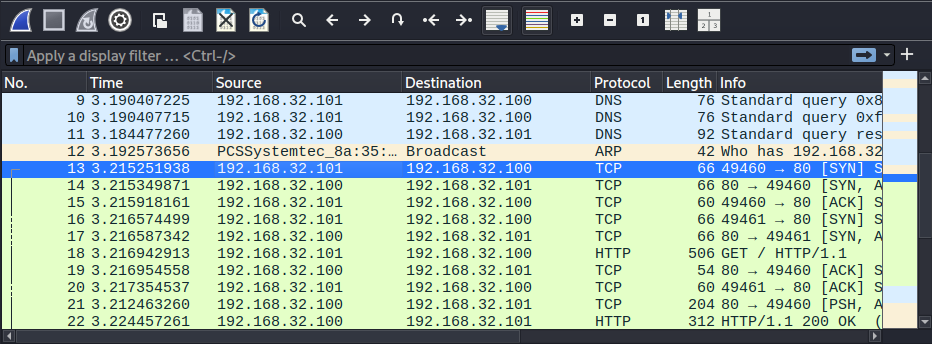 Apply a display filter … <Ctrl-/>
No. Time Source Destination Protocol Length Info
9 3.190407225 192.168.32.101 192.168.32.100 DNS 76 Standard query 0x8
10 3.190407715 192.168.32.101 192.168.32.100 DNS 76 Standard query 0xf
11 3.184477260 192.168.32.100 192.168.32.101 DNS 92 Standard query res
12 3.192573656 PCSSystemtec_8a:35:… Broadcast ARP 42 Who has 192.168.32
13 3.215251938 192.168.32.101 192.168.32.100 TCP 66 49460 → 80 [SYN] S
14 3.215349871 192.168.32.100 192.168.32.101 TCP 66 80 → 49460 [SYN, A
15 3.215918161 192.168.32.101 192.168.32.100 TCP 60 49460 → 80 [ACK] S
16 3.216574499 192.168.32.101 192.168.32.100 TCP 66 49461 → 80 [SYN] S
17 3.216587342 192.168.32.100 192.168.32.101 TCP 66 80 → 49461 [SYN, A
18 3.216942913 192.168.32.101 192.168.32.100 HTTP 506 GET / HTTP/1.1
19 3.216954558 192.168.32.100 192.168.32.101 TCP 54 80 → 49460 [ACK] S
20 3.217354537 192.168.32.101 192.168.32.100 TCP 60 49461 → 80 [ACK] S
21 3.212463260 192.168.32.100 192.168.32.101 TCP 204 80 → 49460 [PSH, A
22 3.224457261 192.168.32.100 192.168.32.101 HTTP 312 HTTP/1.1 200 OK (